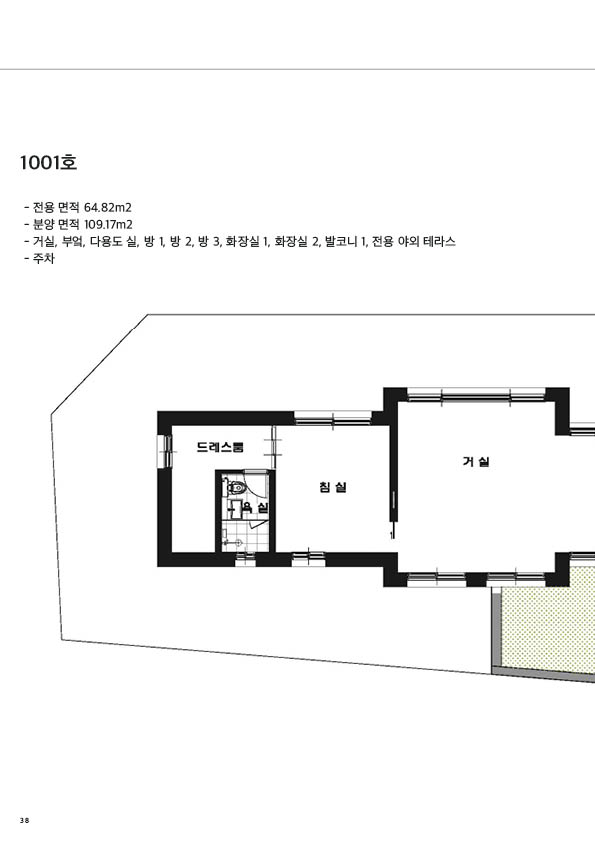 1001호
- 전용 면적 64.82m2
- 분양 면적 109.17m2
- 거실, 부엌, 다용도 실, 방 1, 방 2, 방 3, 화장실 1, 화장실 2, 발코니 1, 전용 야외 테라스
- 주차
드레스룸
거 실
침 실
욕 실
38